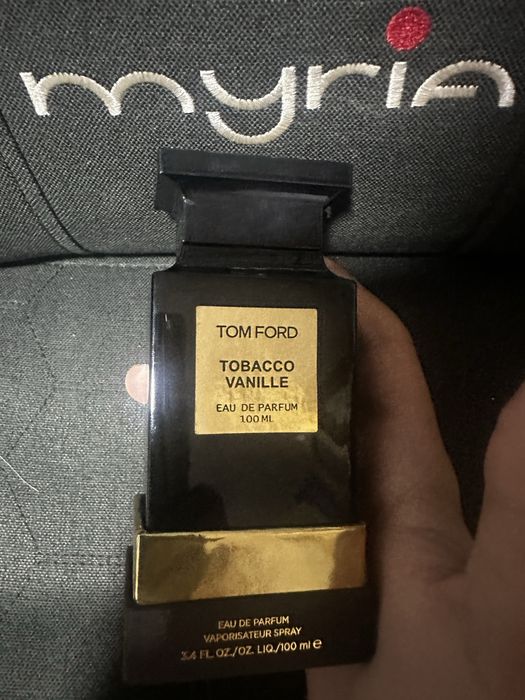 myria
TOM FORD
TOBACCO
VANILLE
EAU DE PARFUM
100 ML
EAU DE PARFUM
VAPORISATEUR SPRAY
3.4 FL. OZ./OZ. LIQ./100 ml e